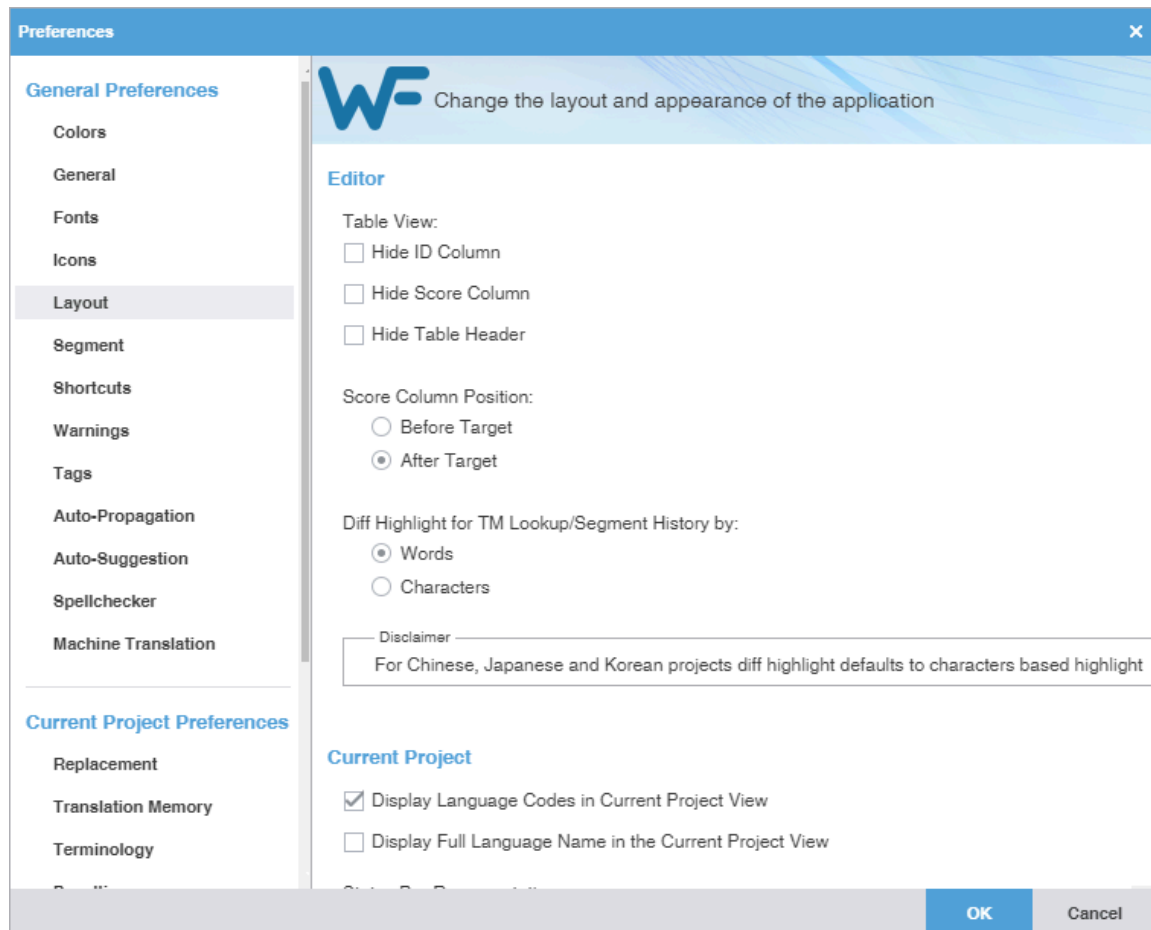 Preferences
General Preferences
Colors
General
Fonts
Icons
Layout
Segment
Shortcuts
Warnings
Tags
Auto-Propagation
Auto-Suggestion
Spellchecker
Machine Translation
Current Project Preferences
Replacement
Translation Memory
Terminology
WF Change the layout and appearance of the application
Editor
Table View:
Hide ID Column
Hide Score Column
Hide Table Header
Score Column Position:
Before Target
After Target
Diff Highlight for TM Lookup/Segment History by:
Words
Characters
Disclaimer
For Chinese, Japanese and Korean projects diff highlight defaults to characters based highlight
Current Project
Display Language Codes in Current Project View
Display Full Language Name in the Current Project View
OK Cancel